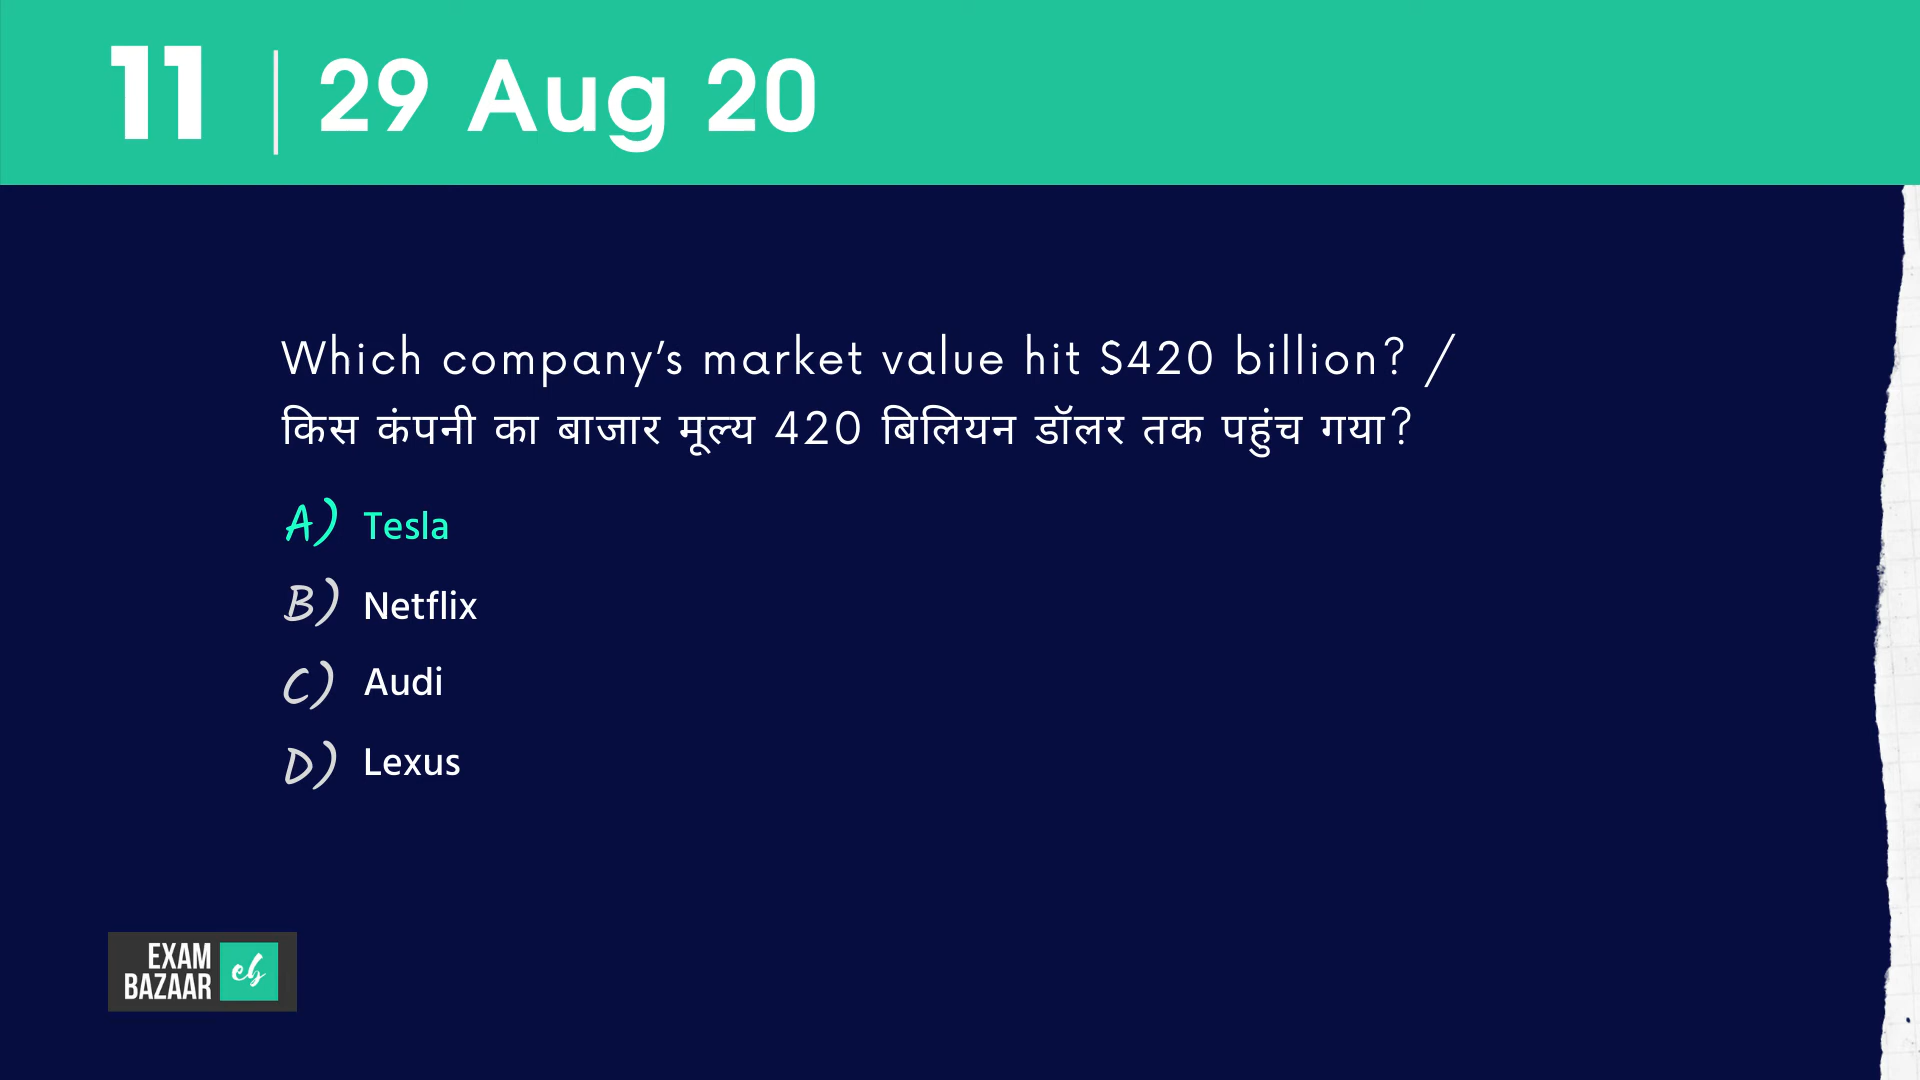 11 | 29 Aug 20
Which company's market value hit $420 billion? /
किस कंपनी का बाजार मूल्य 420 बिलियन डॉलर तक पहुंच गया?
A) Tesla
B) Netflix
C) Audi
D) Lexus
EXAM
BAZAAR eb